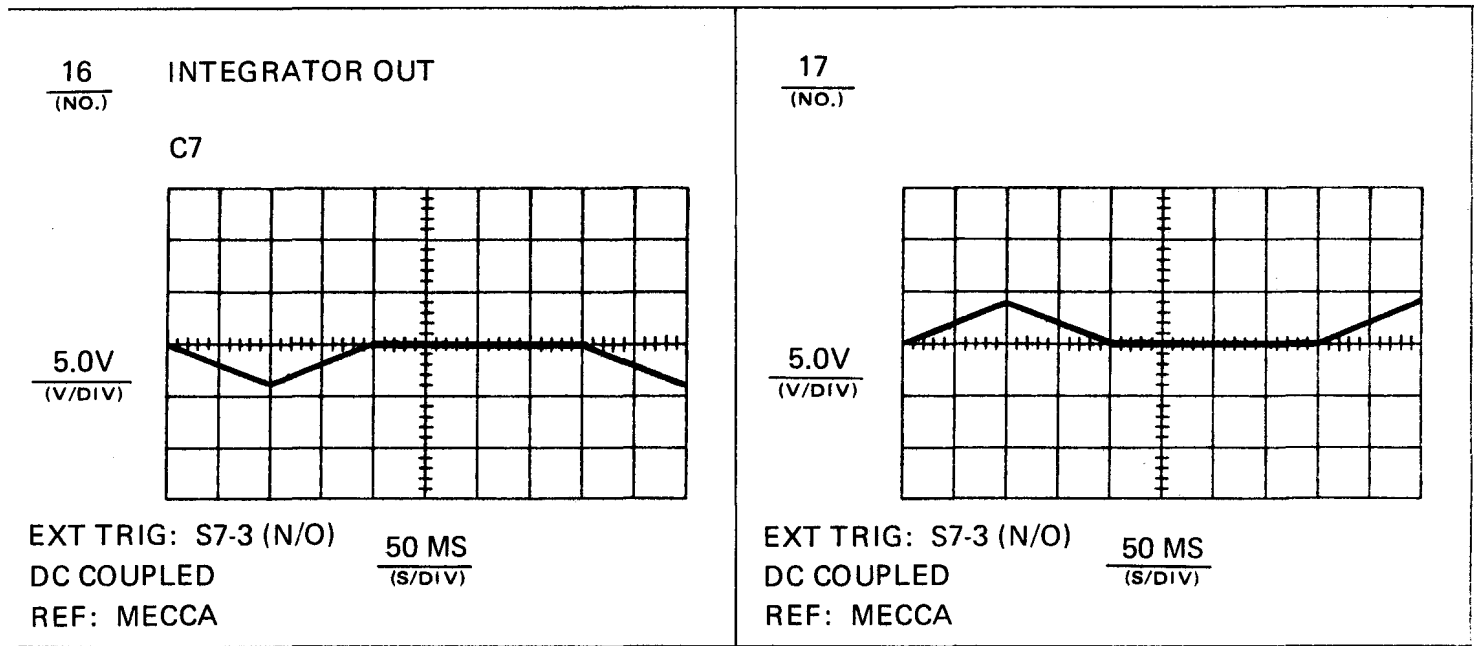 16
(NO.)
INTEGRATOR OUT
C7
5.0V
(V/DIV)
EXT TRIG: S7-3 (N/O)
DC COUPLED
REF: MECCA
50 MS
(S/DIV)
17
(NO.)
5.0V
(V/DIV)
EXT TRIG: S7-3 (N/O)
DC COUPLED
REF: MECCA
50 MS
(S/DIV)